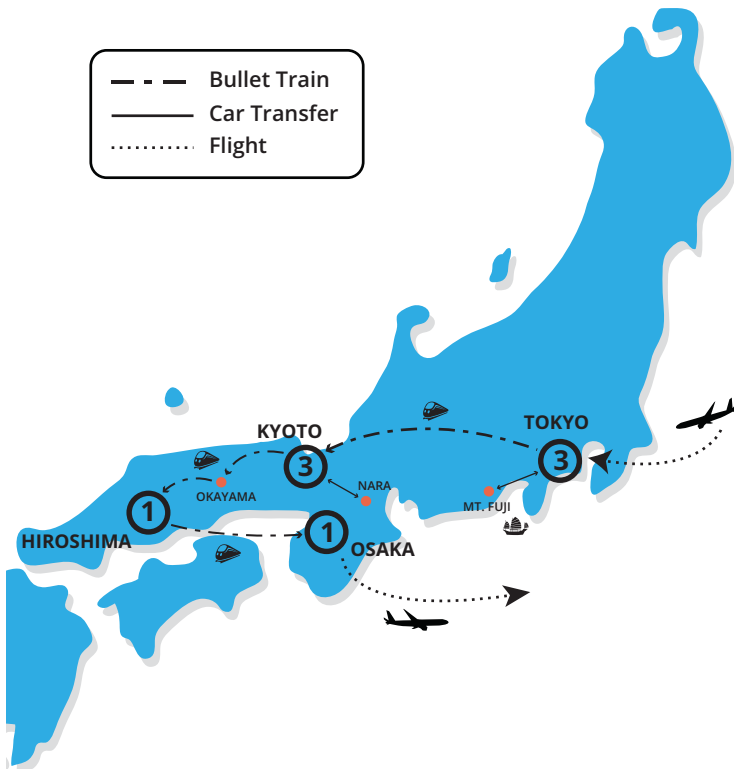 Bullet Train
Car Transfer
Flight
TOKYO
3
KYOTO
3
NARA
MT. FUJI
OKAYAMA
1
HIROSHIMA
1
OSAKA